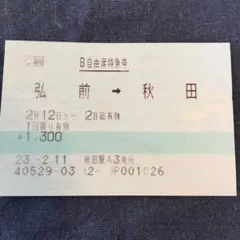 B自由席特急券
弘前 → 秋田
2月12日から 2日間有効
1回限り有効
¥1,300
23.-2.11 秋田駅A3発行
40529-03 (2- )P001 26